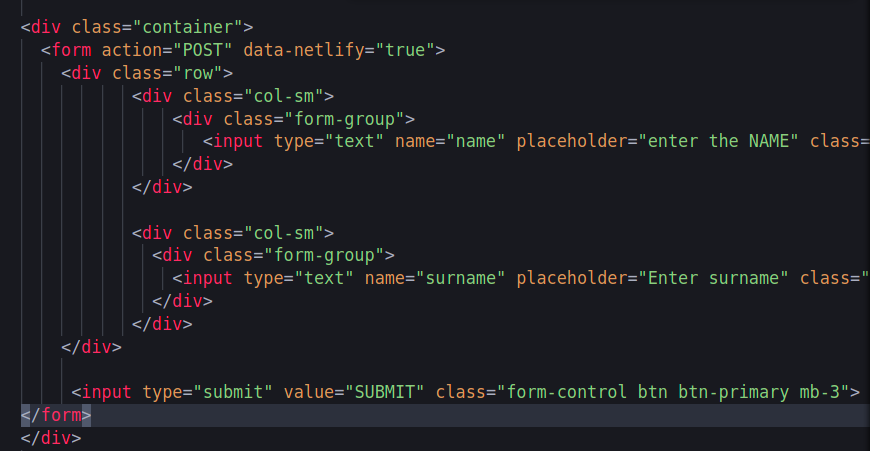 <div class="container">
<form action="POST" data-netlify="true">
<div class="row">
<div class="col-sm">
<div class="form-group">
<input type="text" name="name" placeholder="enter the NAME" class=
</div>
</div>
<div class="col-sm">
<div class="form-group">
<input type="text" name="surname" placeholder="Enter surname" class="
</div>
</div>
</div>
<input type="submit" value="SUBMIT" class="form-control btn btn-primary mb-3">
</form>
</div>